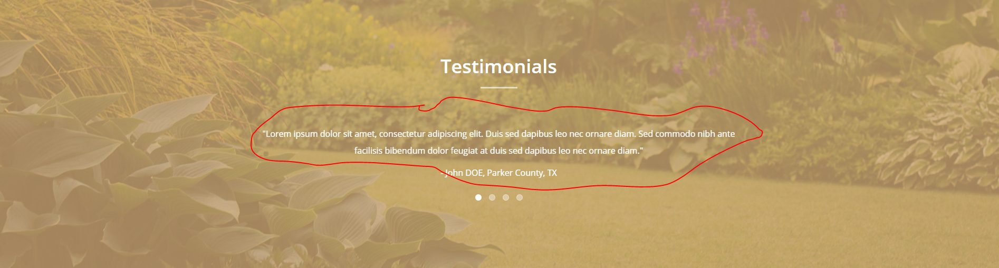 Testimonials
"Lorem ipsum dolor sit amet, consectetur adipiscing elit. Duis sed dapibus leo nec ornare diam. Sed commodo nibh ante
facilisis bibendum dolor feugiat at duis sed dapibus leo nec ornare diam."
- John DOE, Parker County, TX